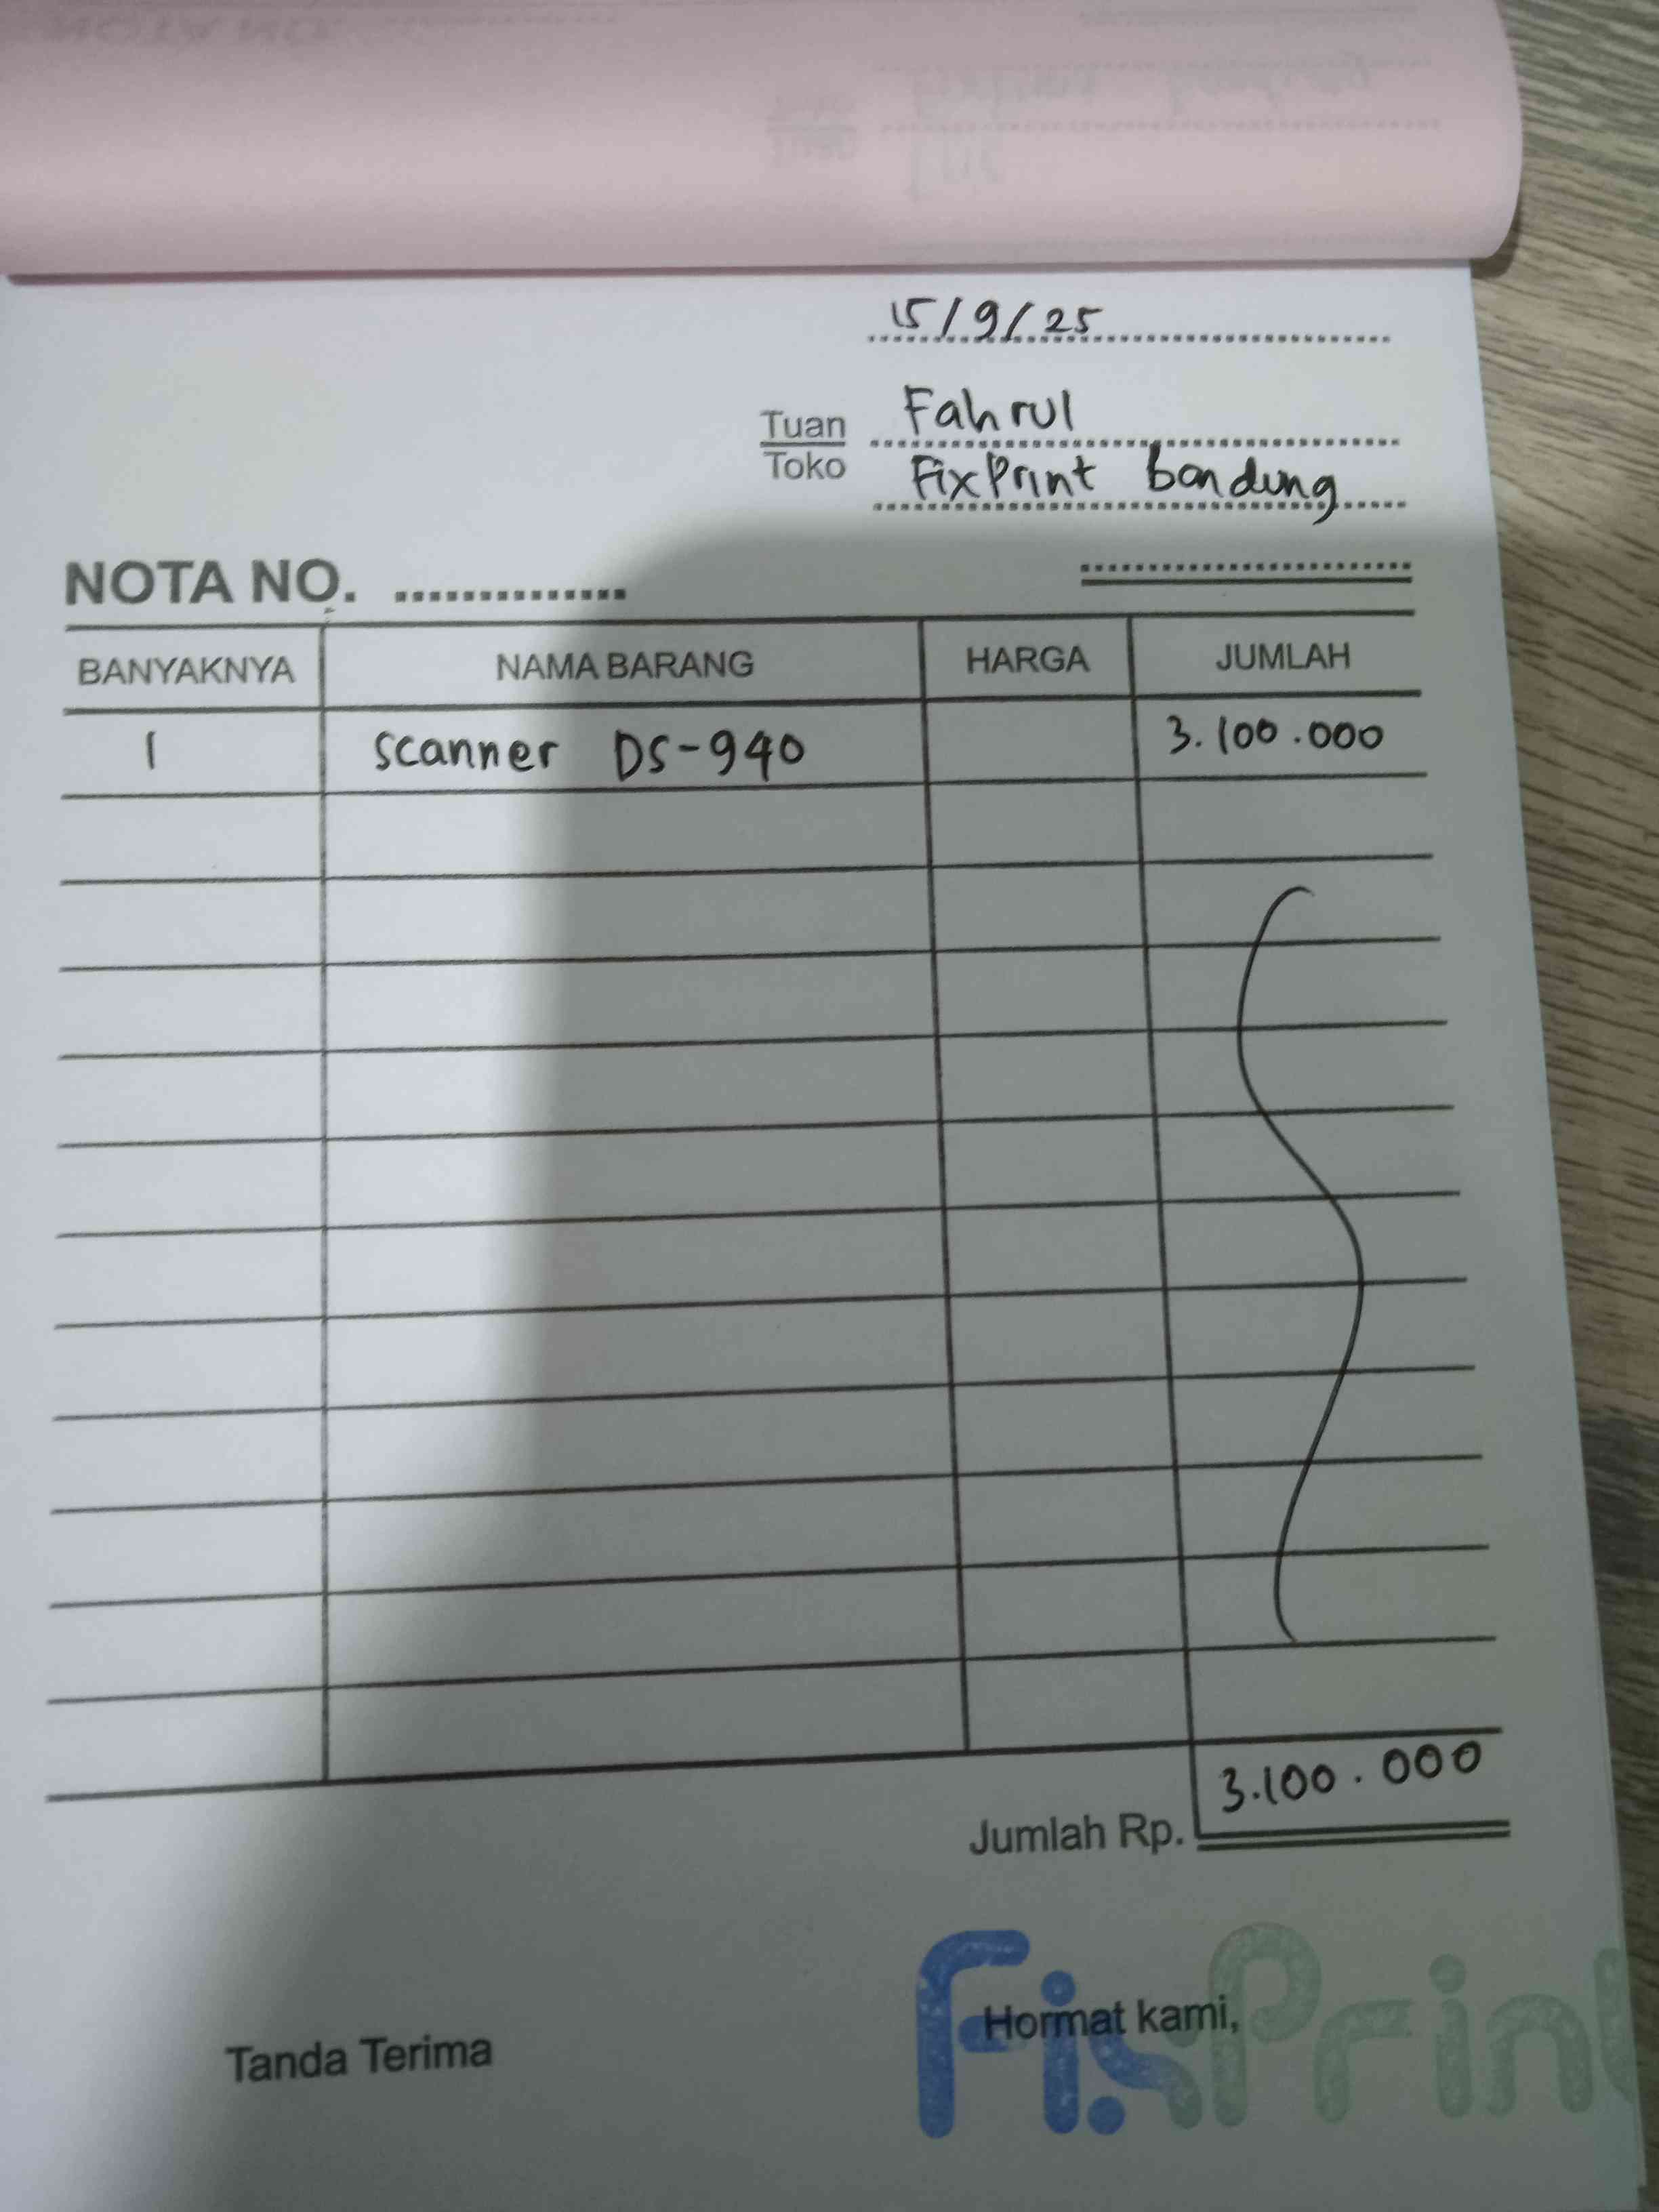 15/9/25
Tuan Fahrul
Toko FixPrint bandung
NOTA NO. ..............
BANYAKNYA NAMA BARANG HARGA JUMLAH
1 scanner DS-940 3.100.000
Jumlah Rp. 3.100.000
Tanda Terima Hormat kami,
FixPrint